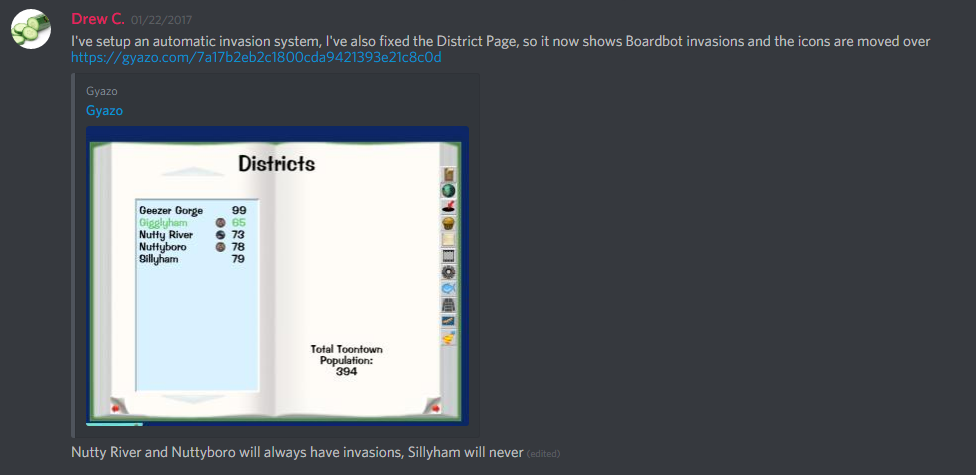 Drew C. 01/22/2017
I've setup an automatic invasion system, I've also fixed the District Page, so it now shows Boardbot invasions and the icons are moved over
https://gyazo.com/7a17b2eb2c1800cda9421393e21c8c0d
Gyazo
Gyazo
Districts
Geezer Gorge 99
Gigglyham 65
Nutty River 73
Nuttyboro 78
Sillyham 79
Total Toontown
Population:
394
Nutty River and Nuttyboro will always have invasions, Sillyham will never (edited)